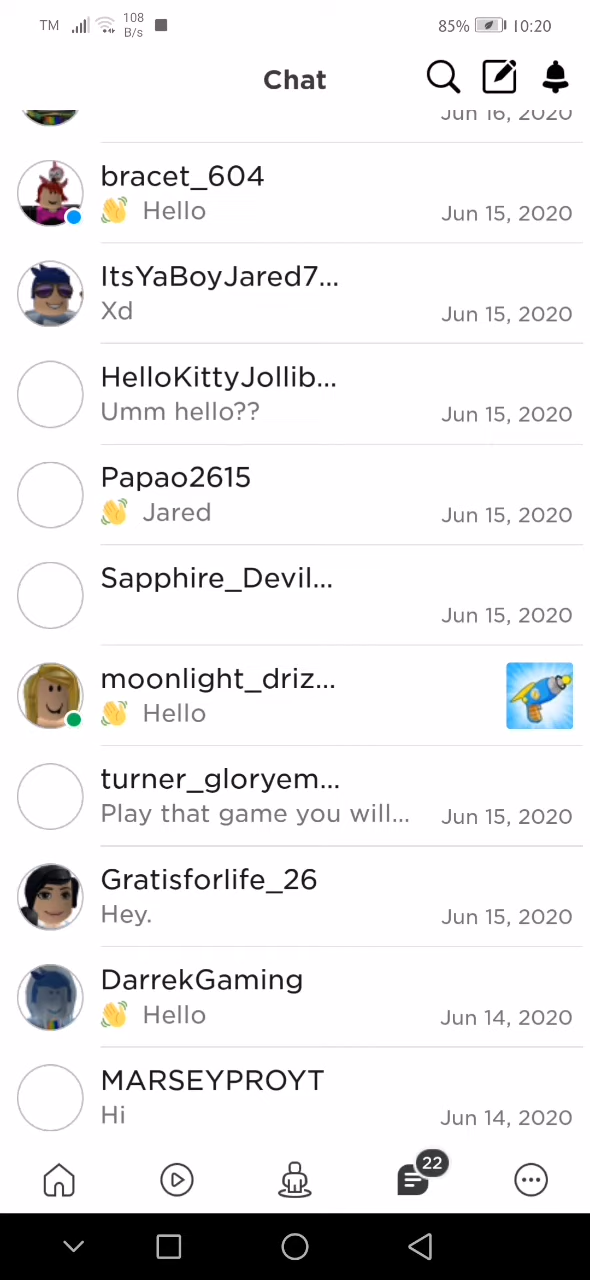 TM 108 B/s 85% 10:20
Chat
Jun 16, 2020
bracet_604
👋 Hello Jun 15, 2020
ItsYaBoyJared7...
Xd Jun 15, 2020
HelloKittyJollib...
Umm hello?? Jun 15, 2020
Papao2615
👋 Jared Jun 15, 2020
Sapphire_Devil...
Jun 15, 2020
moonlight_driz...
👋 Hello
turner_gloryem...
Play that game you will... Jun 15, 2020
Gratisforlife_26
Hey. Jun 15, 2020
DarrekGaming
👋 Hello Jun 14, 2020
MARSEYPROYT
Hi Jun 14, 2020
22